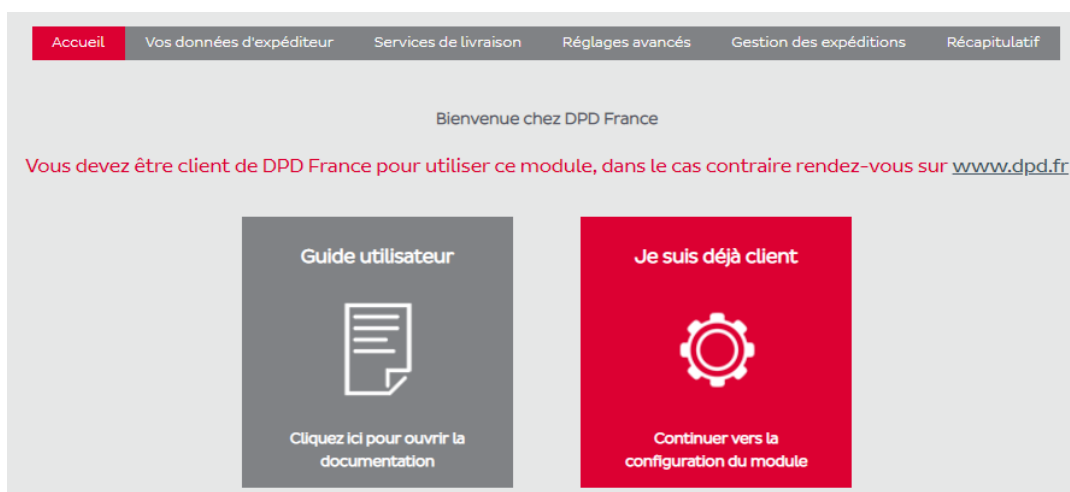 Accueil Vos données d'expéditeur Services de livraison Réglages avancés Gestion des expéditions Récapitulatif
Bienvenue chez DPD France
Vous devez être client de DPD France pour utiliser ce module, dans le cas contraire rendez-vous sur www.dpd.fr
Guide utilisateur
Cliquez ici pour ouvrir la
documentation
Je suis déjà client
Continuer vers la
configuration du module